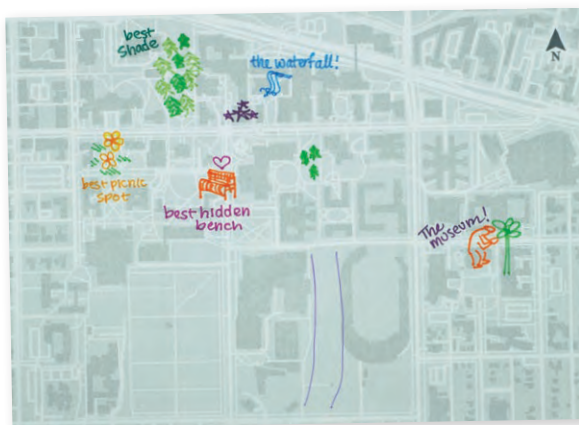 best
shade
the waterfall!
N
best picnic
spot
best hidden
bench
The
museum!